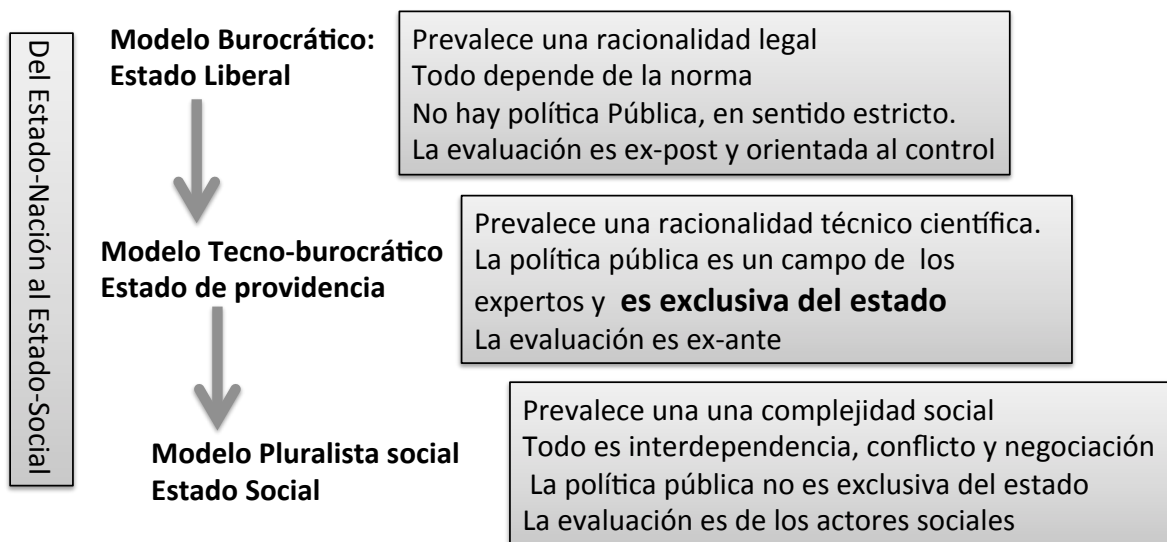 Del Estado-Nación al Estado-Social
Modelo Burocrático:
Estado Liberal
Prevalece una racionalidad legal
Todo depende de la norma
No hay política Pública, en sentido estricto.
La evaluación es ex-post y orientada al control
Modelo Tecno-burocrático
Estado de providencia
Prevalece una racionalidad técnico científica.
La política pública es un campo de los
expertos y es exclusiva del estado
La evaluación es ex-ante
Modelo Pluralista social
Estado Social
Prevalece una una complejidad social
Todo es interdependencia, conflicto y negociación
La política pública no es exclusiva del estado
La evaluación es de los actores sociales